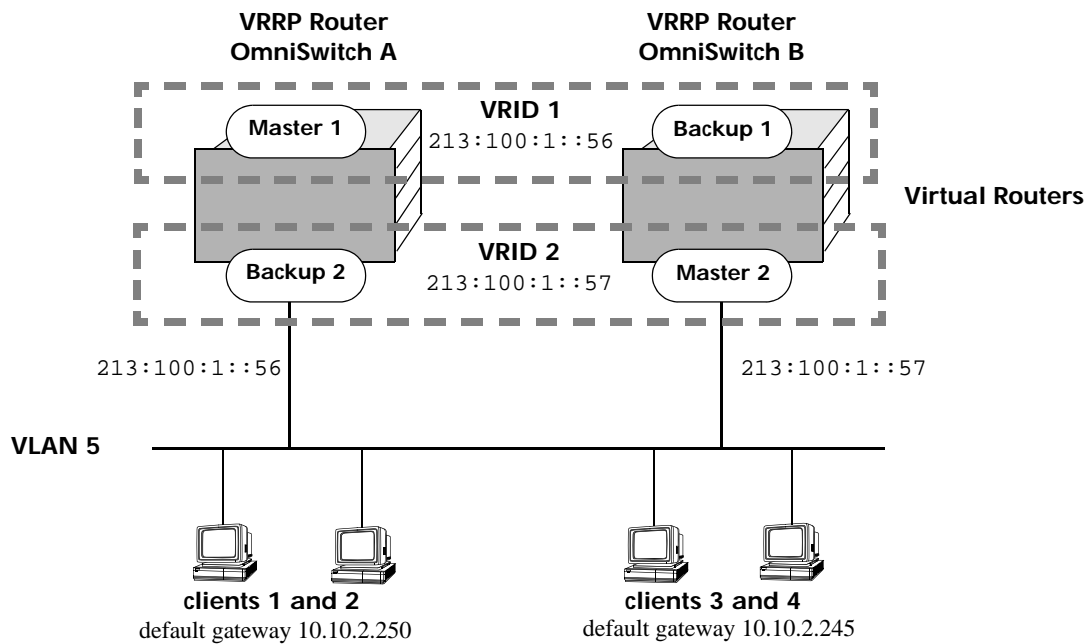 VRRP Router
OmniSwitch A
VRRP Router
OmniSwitch B
Master 1
VRID 1
213:100:1::56
Backup 1
Virtual Routers
Backup 2
VRID 2
213:100:1::57
Master 2
213:100:1::56
213:100:1::57
VLAN 5
clients 1 and 2
default gateway 10.10.2.250
clients 3 and 4
default gateway 10.10.2.245